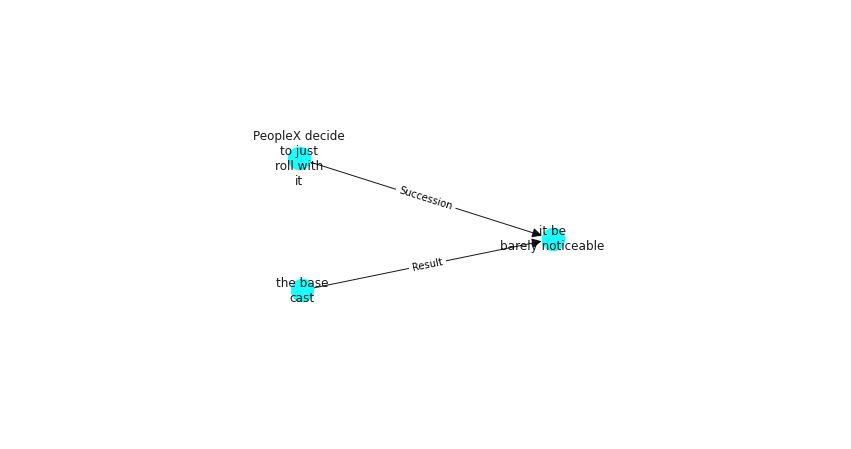 PeopleX decide
to just
roll with
it
Succession
it be
barely noticeable
Result
the base
cast